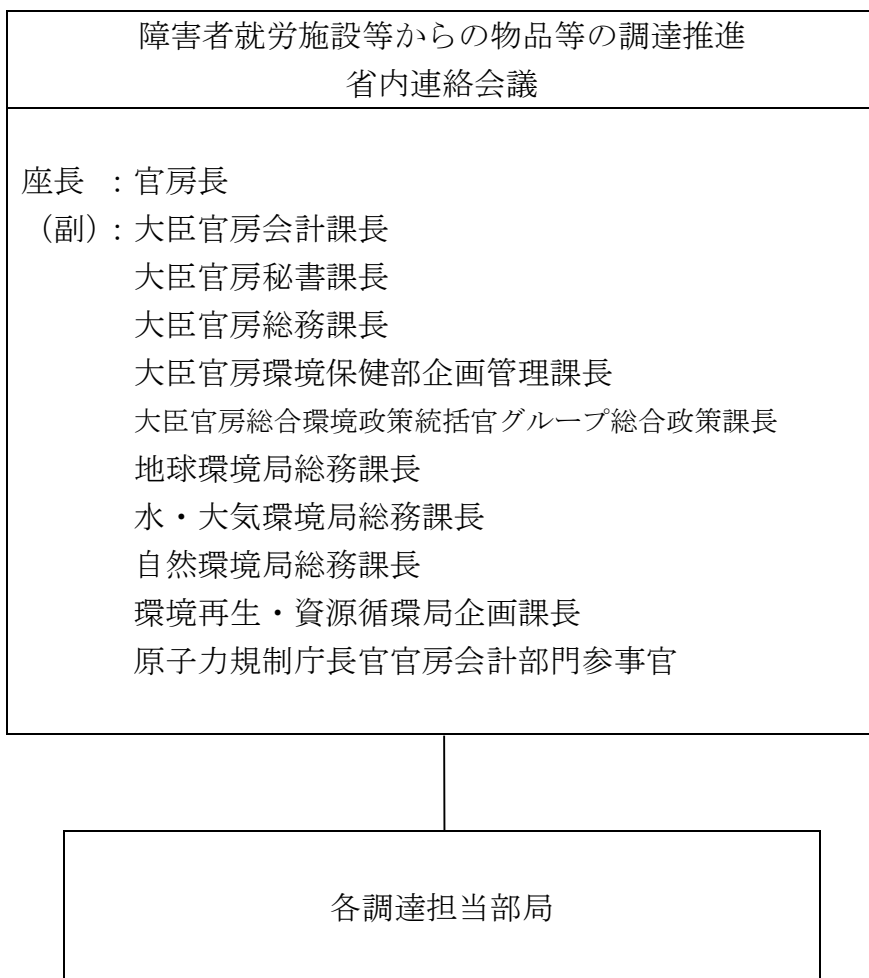 障害者就労施設等からの物品等の調達推進
省内連絡会議
座長 :官房長
(副):大臣官房会計課長
大臣官房秘書課長
大臣官房総務課長
大臣官房環境保健部企画管理課長
大臣官房総合環境政策統括官グループ総合政策課長
地球環境局総務課長
水・大気環境局総務課長
自然環境局総務課長
環境再生・資源循環局企画課長
原子力規制庁長官官房会計部門参事官
各調達担当部局